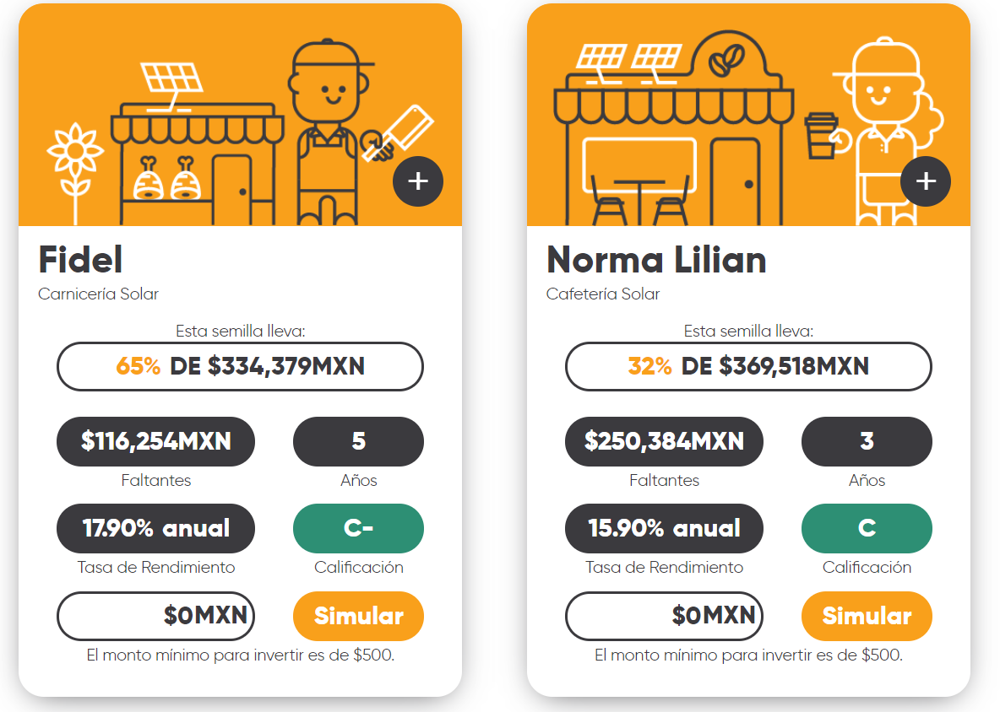 Fidel
Carnicería Solar
Esta semilla lleva:
65% DE $334,379MXN
$116,254MXN
5
Faltantes
Años
17.90% anual
C-
Tasa de Rendimiento
Calificación
$0MXN
Simular
El monto mínimo para invertir es de $500.
Norma Lilian
Cafetería Solar
Esta semilla lleva:
32% DE $369,518MXN
$250,384MXN
3
Faltantes
Años
15.90% anual
C
Tasa de Rendimiento
Calificación
$0MXN
Simular
El monto mínimo para invertir es de $500.